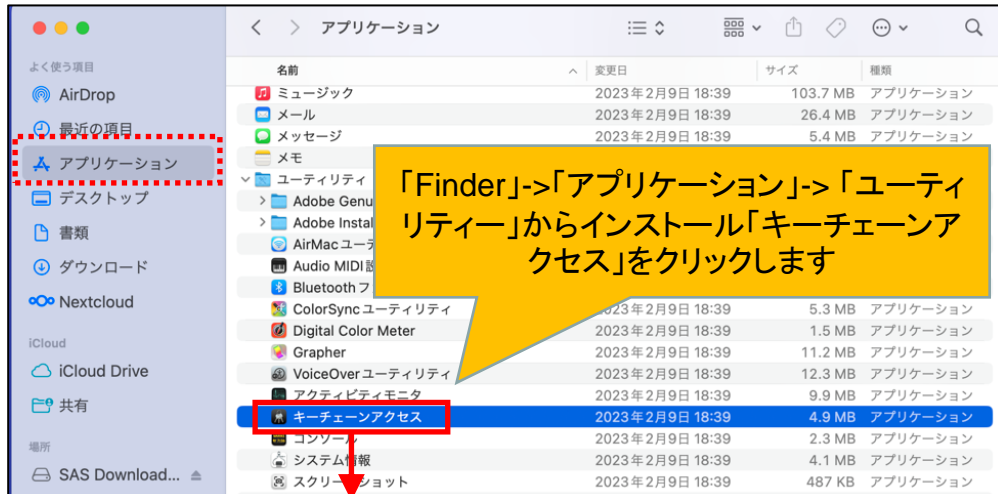 アプリケーション
よく使う項目
AirDrop
最近の項目
アプリケーション
デスクトップ
書類
ダウンロード
Nextcloud
iCloud
iCloud Drive
共有
場所
SAS Download...
名前 変更日 サイズ 種類
ミュージック 2023年2月9日 18:39 103.7 MB アプリケーション
メール 2023年2月9日 18:39 26.4 MB アプリケーション
メッセージ 2023年2月9日 18:39 5.4 MB アプリケーション
メモ
ユーティリティ
Adobe Genu
Adobe Instal
AirMacユーテ
Audio MIDI設
Bluetoothフ
「Finder」->「アプリケーション」-> 「ユーティ
リティー」からインストール「キーチェーンア
クセス」をクリックします
ColorSyncユーティリティ 2023年2月9日 18:39 5.3 MB アプリケーション
Digital Color Meter 2023年2月9日 18:39 1.5 MB アプリケーション
Grapher 2023年2月9日 18:39 11.2 MB アプリケーション
VoiceOverユーティリティ 2023年2月9日 18:39 12.3 MB アプリケーション
アクティビティモニタ 2023年2月9日 18:39 9.9 MB アプリケーション
キーチェーンアクセス 2023年2月9日 18:39 4.9 MB アプリケーション
コンソール 2023年2月9日 18:39 2.3 MB アプリケーション
システム情報 2023年2月9日 18:39 4.1 MB アプリケーション
スクリーンショット 2023年2月9日 18:39 487 KB アプリケーション